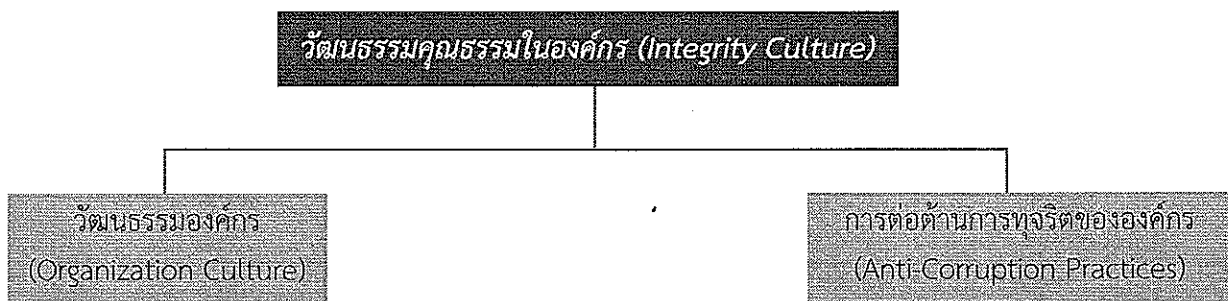 วัฒนธรรมคุณธรรมในองค์กร (Integrity Culture)
วัฒนธรรมองค์กร
(Organization Culture)
การต่อต้านการทุจริตขององค์กร
(Anti-Corruption Practices)